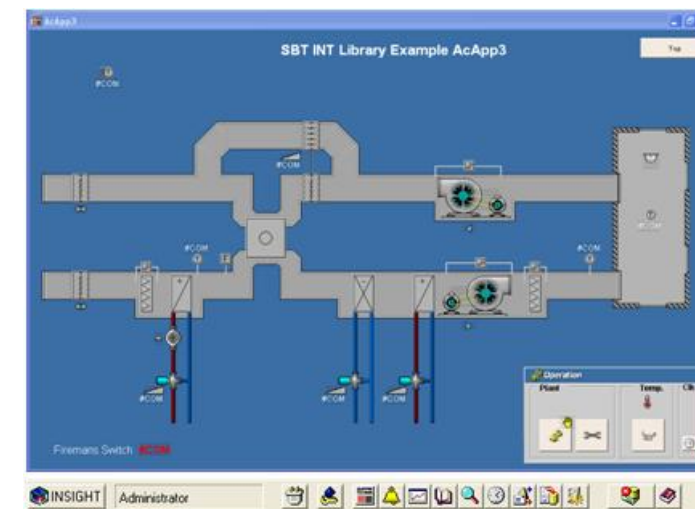 AcApp3
SBT INT Library Example AcApp3
Top
#COM
#COM
#COM
#COM
#COM
#COM
#COM
Operation
Plant
Temp.
Firemans Switch #COM
INSIGHT
Administrator